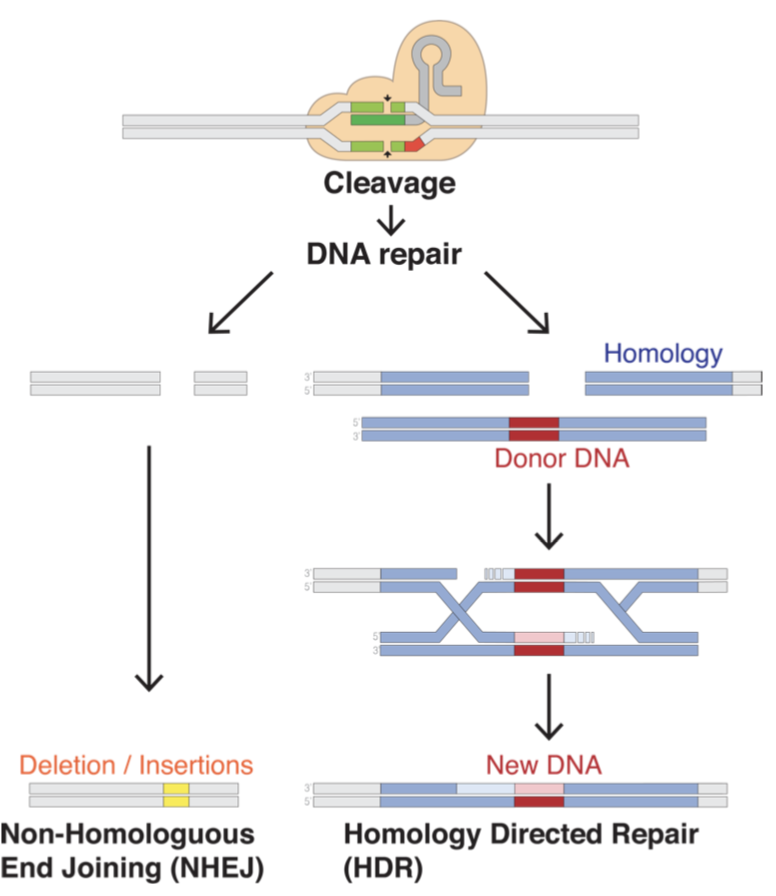 Cleavage
DNA repair
Homology
3'
5'
5'
3'
Donor DNA
3'
5'
5'
3'
Deletion / Insertions
New DNA
3'
5'
Non-Homologuous
End Joining (NHEJ)
Homology Directed Repair
(HDR)